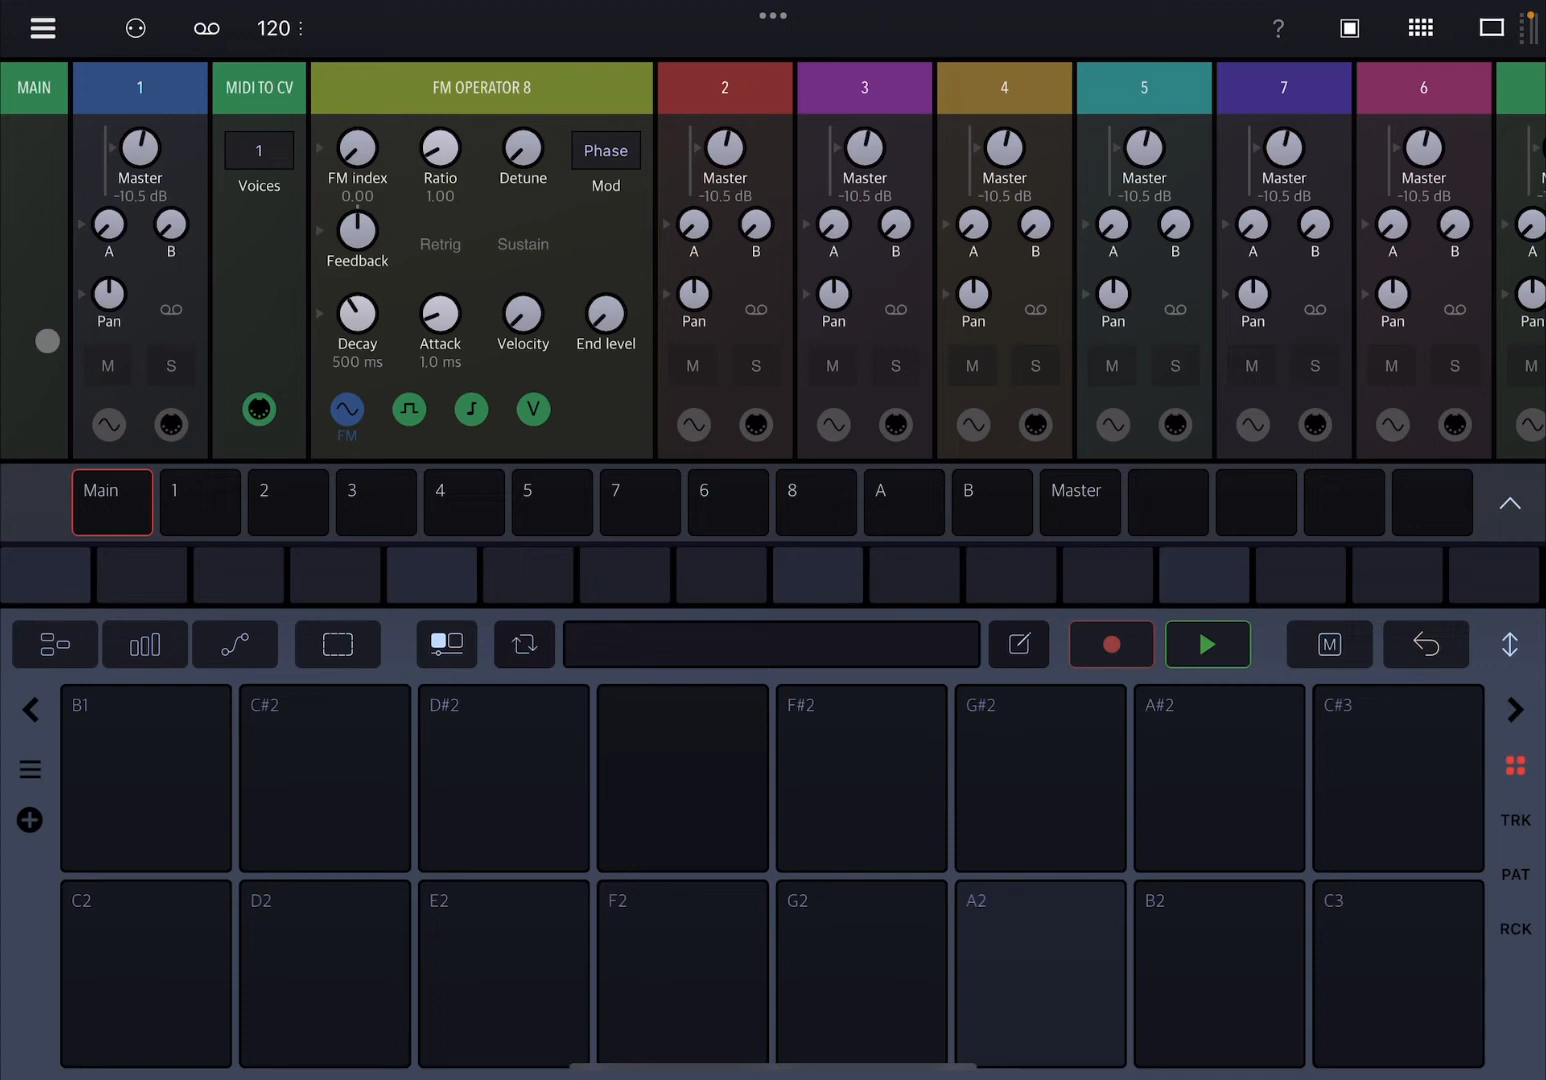 120
?
MAIN 1 MIDI TO CV FM OPERATOR 8 2 3 4 5 7 6
1 Phase
Master FM index Ratio Detune Mod Master Master Master Master Master Master
-10.5 dB Voices 0.00 1.00 -10.5 dB -10.5 dB -10.5 dB -10.5 dB -10.5 dB -10.5 dB
A B Feedback Retrig Sustain A B A B A B A B A B A B A
Pan Decay Attack Velocity End level Pan Pan Pan Pan Pan Pan Pan
500 ms 1.0 ms
M S M S M S M S M S M S M S M
V
FM
Main 1 2 3 4 5 7 6 8 A B Master
M
B1 C#2 D#2 F#2 G#2 A#2 C#3
TRK
PAT
C2 D2 E2 F2 G2 A2 B2 C3
RCK